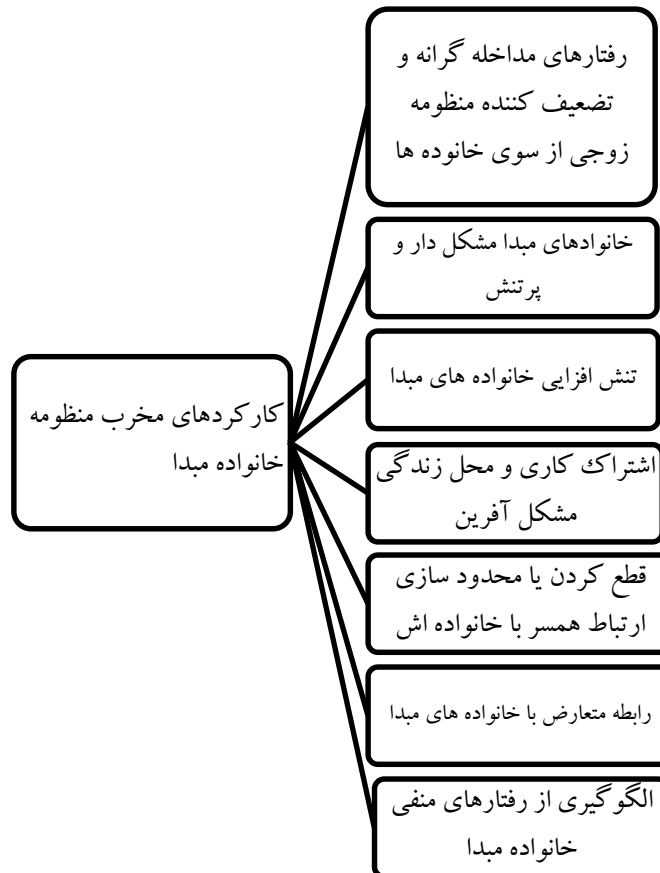 رفتارهای مداخله گرانه و
تضعیف کننده منظومه
زوجی از سوی خانوده ها
خانوادهای مبدا مشکل دار و
پرتنش
تنش افزایی خانواده های مبدا
کارکردهای مخرب منظومه
خانواده مبدا
اشتراک کاری و محل زندگی
مشکل آفرین
قطع کردن یا محدود سازی
ارتباط همسر با خانواده اش
رابطه متعارض با خانواده های مبدا
الگوگیری از رفتارهای منفی
خانواده مبدا